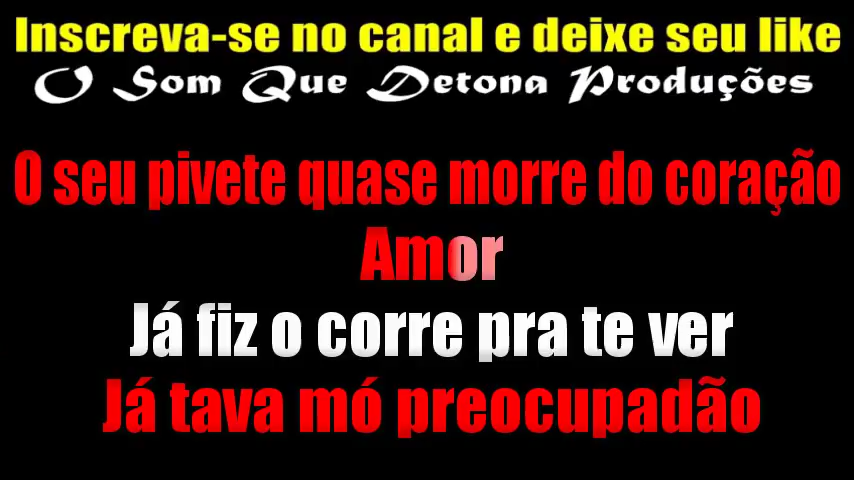 Inscreva-se no canal e deixe seu like
O Som Que Detona Produções
O seu pivete quase morre do coração
Amor
Já fiz o corre pra te ver
Já tava mó preocupadão